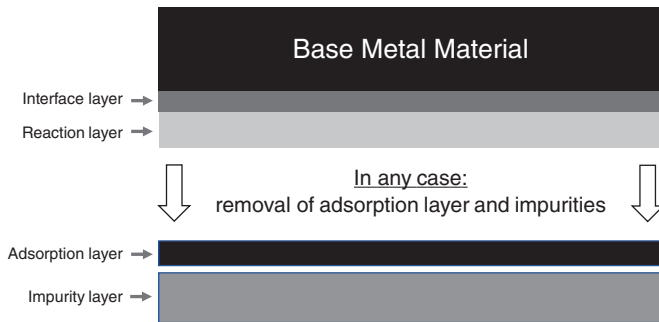 Base Metal Material
Interface layer
Reaction layer
In any case:
removal of adsorption layer and impurities
Adsorption layer
Impurity layer